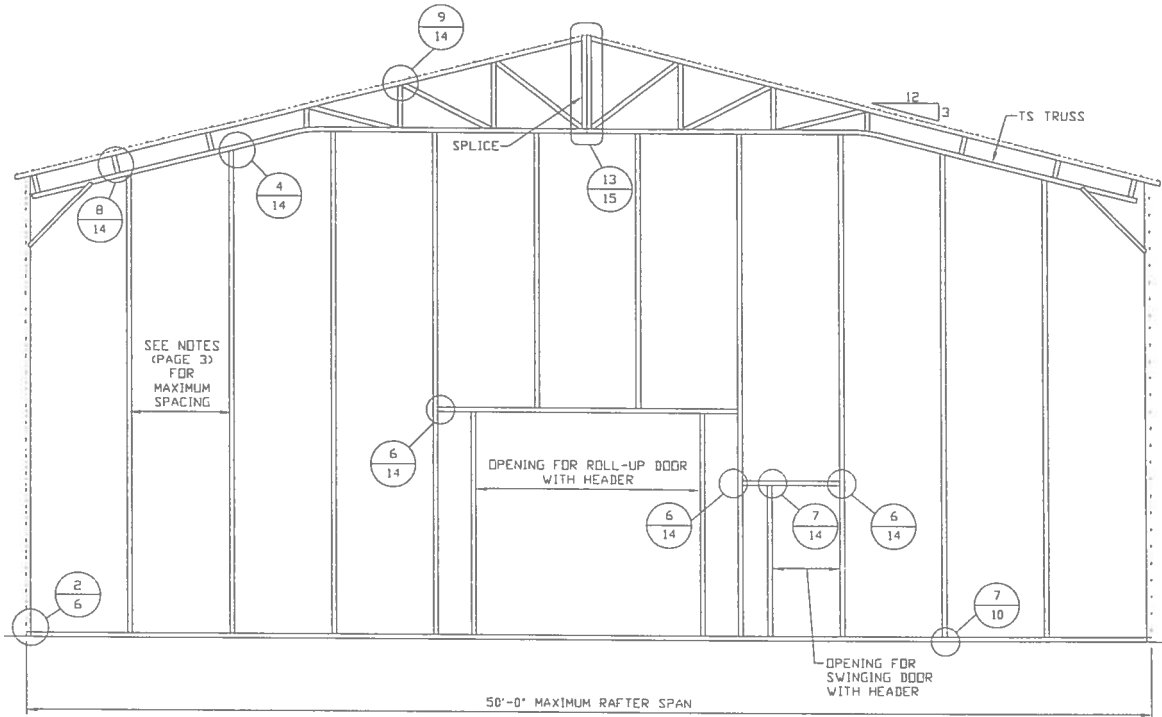 9
14
12
3
TS TRUSS
SPLICE
13
15
4
14
8
14
SEE NOTES
(PAGE 3)
FOR
MAXIMUM
SPACING
6
14
OPENING FOR ROLL-UP DOOR
WITH HEADER
6
14
7
14
6
14
2
6
7
10
OPENING FOR
SWINGING DOOR
WITH HEADER
50'-0" MAXIMUM RAFTER SPAN